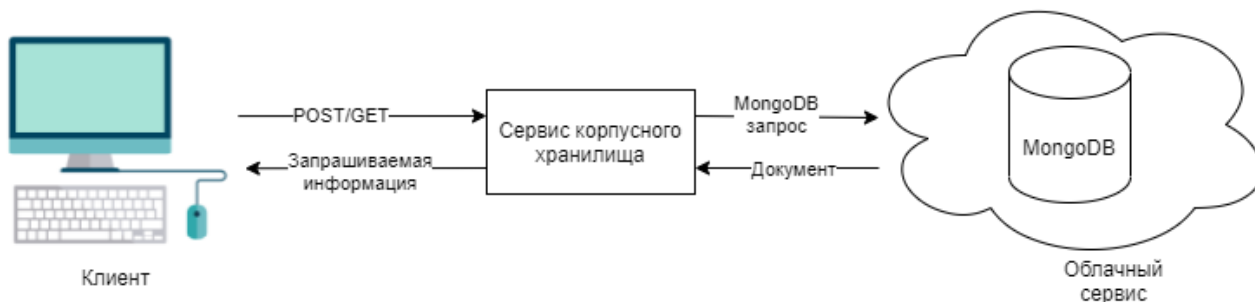 POST/GET
Запрашиваемая
информация
Сервис корпусного
хранилища
MongoDB
запрос
Документ
MongoDB
Клиент
Облачный
сервис